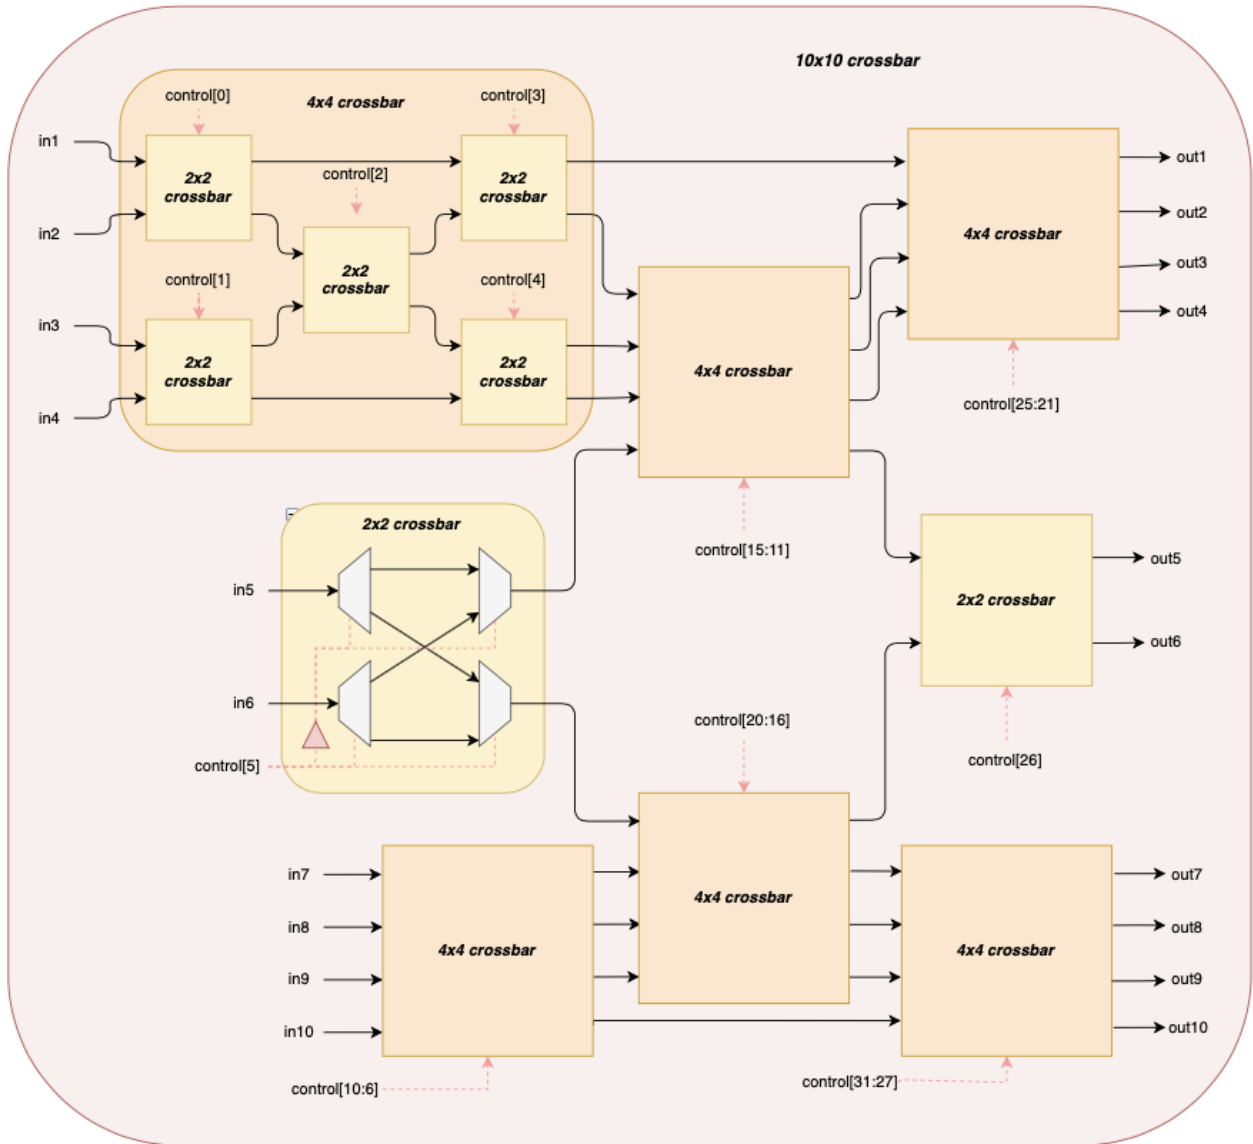 10x10 crossbar
control[0]
4x4 crossbar
control[3]
in1
2x2
crossbar
control[2]
2x2
crossbar
out1
in2
out2
4x4 crossbar
control[1]
2x2
crossbar
control[4]
out3
in3
out4
2x2
crossbar
2x2
crossbar
4x4 crossbar
in4
control[25:21]
2x2 crossbar
control[15:11]
in5
out5
2x2 crossbar
out6
in6
control[20:16]
control[5]
control[26]
in7
out7
4x4 crossbar
in8
out8
4x4 crossbar
4x4 crossbar
in9
out9
in10
out10
control[10:6]
control[31:27]